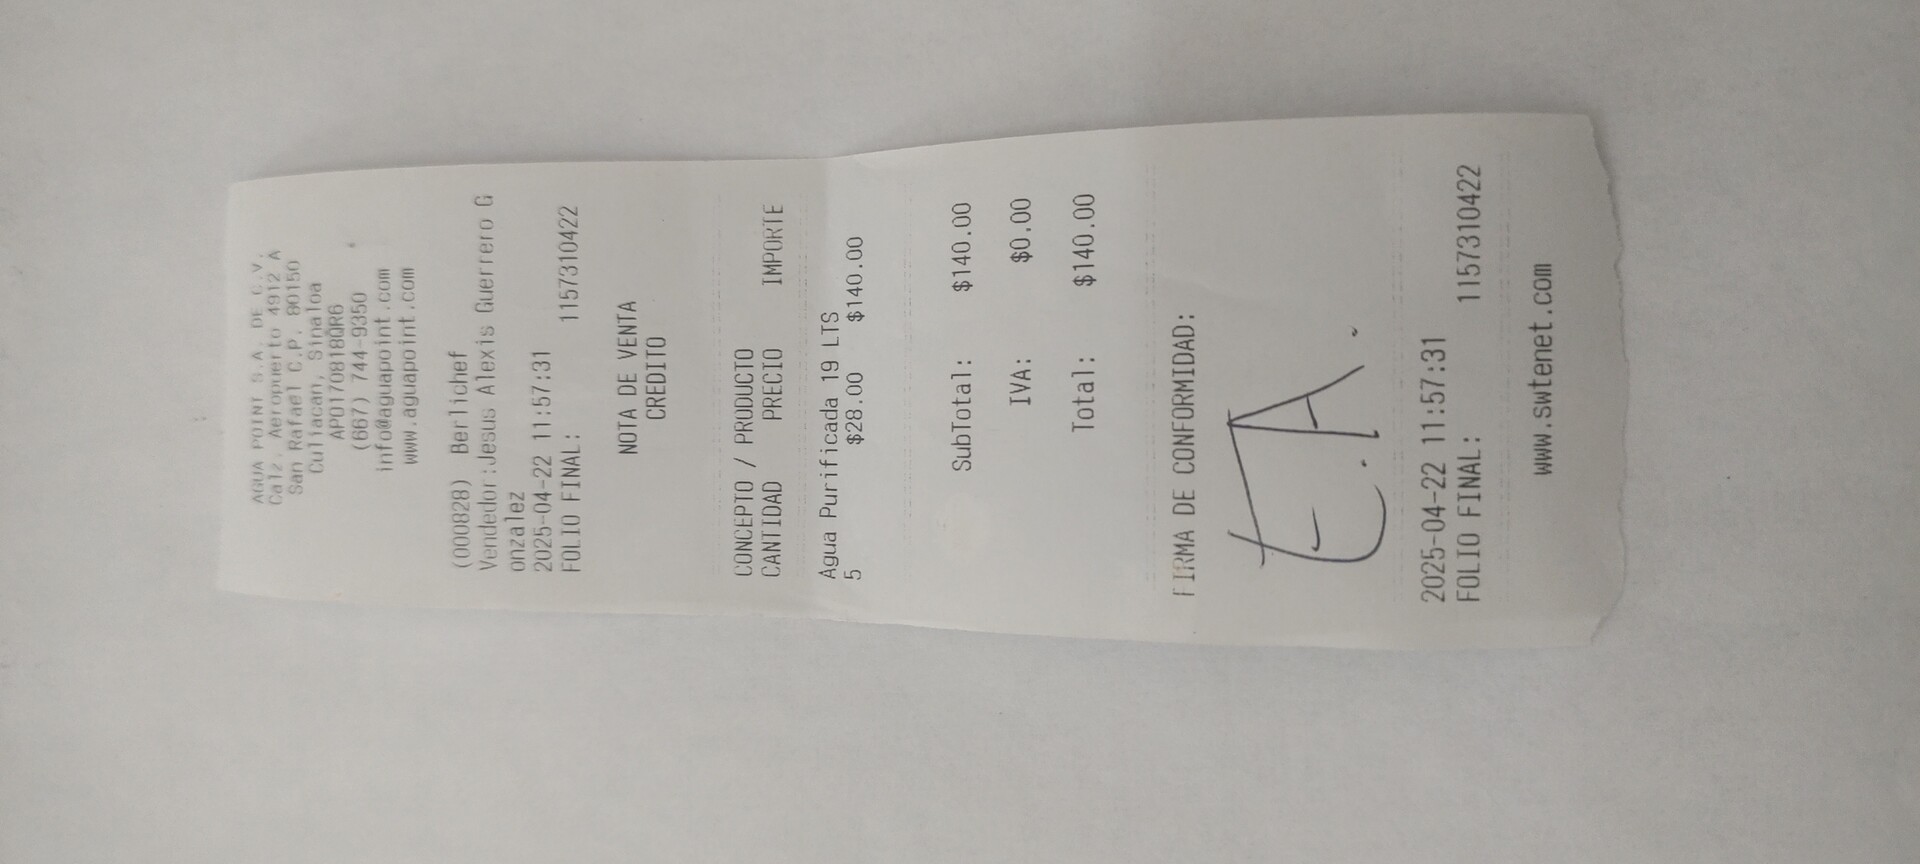 AGUA POINT S.A. DE C.V.
Calz. Aeropuerto 4912 A
San Rafael C.P. 80150
Culiacan, Sinaloa
APO170818QR6
(667) 744-9350
info@aguapoint.com
www.aguapoint.com
(000828) Berlichef
Vendedor:Jesus Alexis Guerrero G
onzalez
2025-04-22 11:57:31
FOLIO FINAL: 1157310422
NOTA DE VENTA
CREDITO
CONCEPTO / PRODUCTO
CANTIDAD PRECIO IMPORTE
Agua Purificada 19 LTS
5 $28.00 $140.00
SubTotal: $140.00
IVA: $0.00
Total: $140.00
FIRMA DE CONFORMIDAD:
E.A.
2025-04-22 11:57:31
FOLIO FINAL: 1157310422
www.swtenet.com